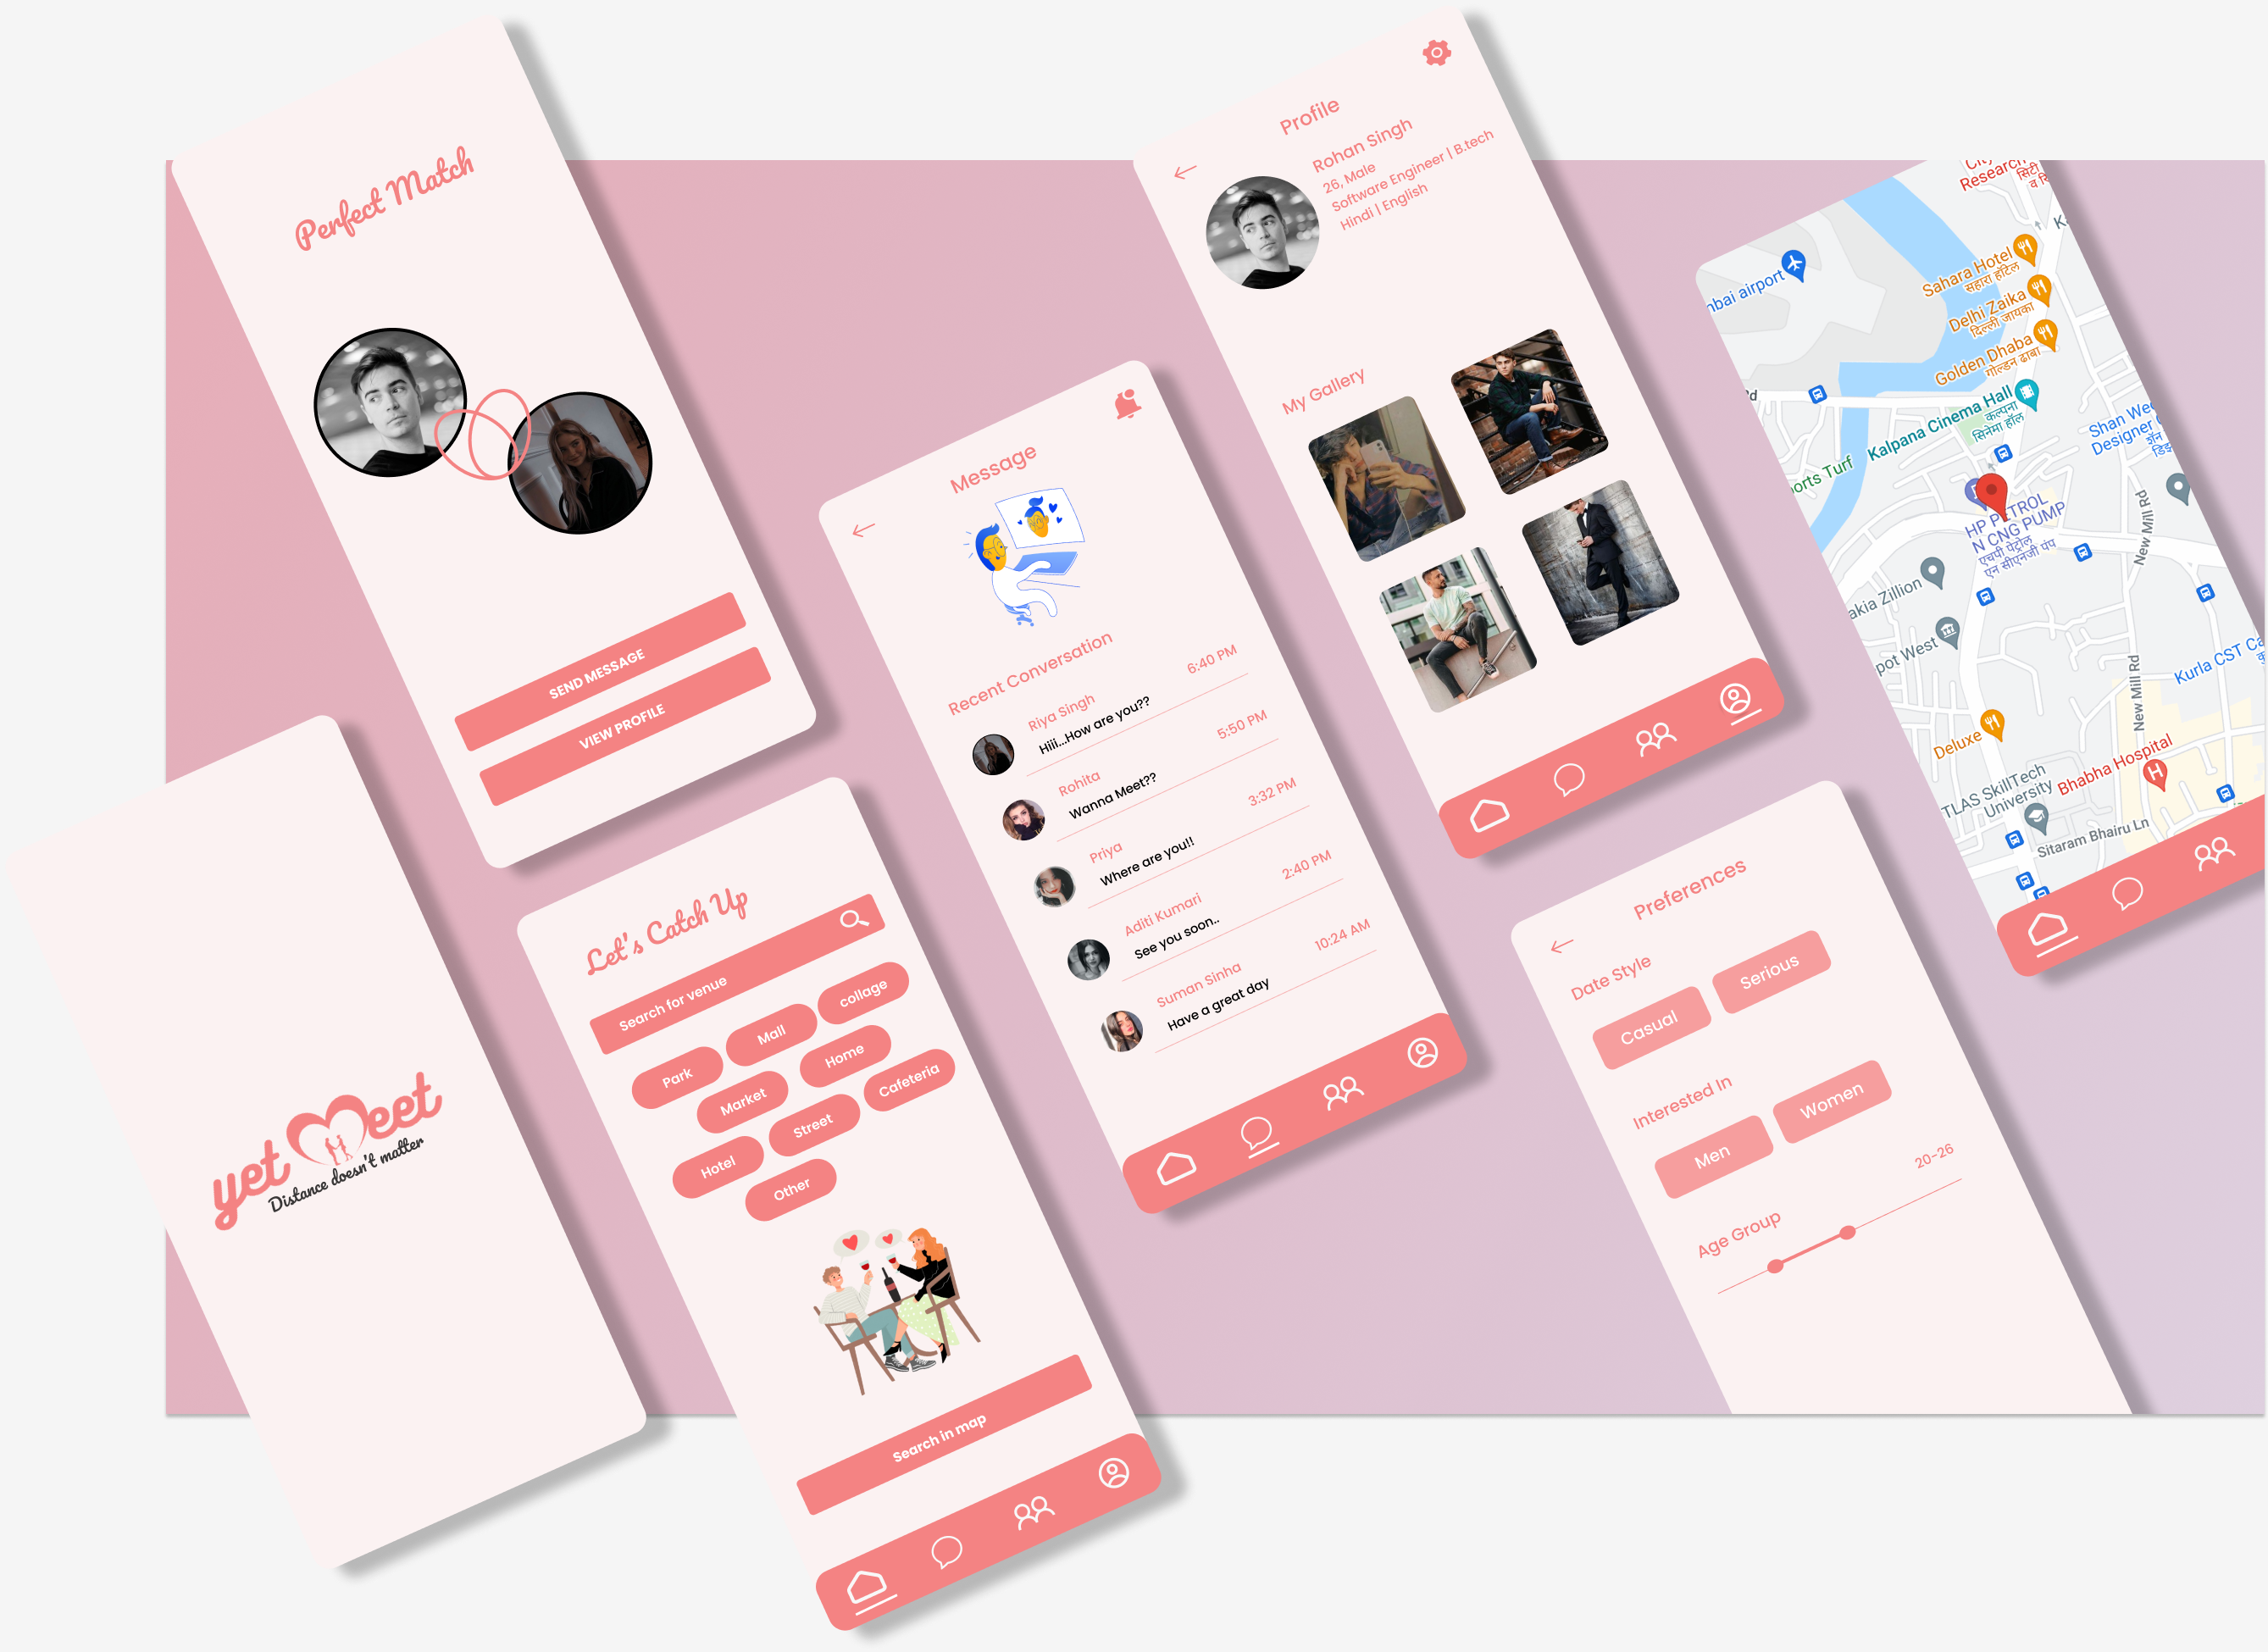 Perfect Match
SEND MESSAGE
VIEW PROFILE
yet Meet
Distance doesn't matter
Let's Catch Up
Search for venue
Park
Mall
collage
Market
Home
Cafeteria
Hotel
Street
Other
Search in map
Message
Recent Conversation
Riya Singh
6:40 PM
Hiii...How are you??
Rohita
5:50 PM
Wanna Meet??
Priya
3:32 PM
Where are you!!
Aditi Kumari
2:40 PM
See you soon..
Suman Sinha
10:24 AM
Have a great day
Profile
Rohan Singh
26, Male
Software Engineer | B.tech
Hindi | English
My Gallery
Preferences
Date Style
Casual
Serious
Interested In
Men
Women
Age Group
20-26
Research
सिटी
airport
Sahara Hotel
सहारा हॉटेल
Delhi Zaika
दिल्ली जायका
Golden Dhaba
गोल्डन ढाबा
Kalpana Cinema Hall
कल्पना
सिनेमा हॉल
Shan
Designer
शॅन
Turf
HP PETROL
N CNG PUMP
एचपी पेट्रोल
एन सीएनजी पंप
New Mill Rd
Zillion
West
Kurla CST
New Mill Rd
Deluxe
Bhabha Hospital
TLAS SkillTech
University
Sitaram Bhairu Ln